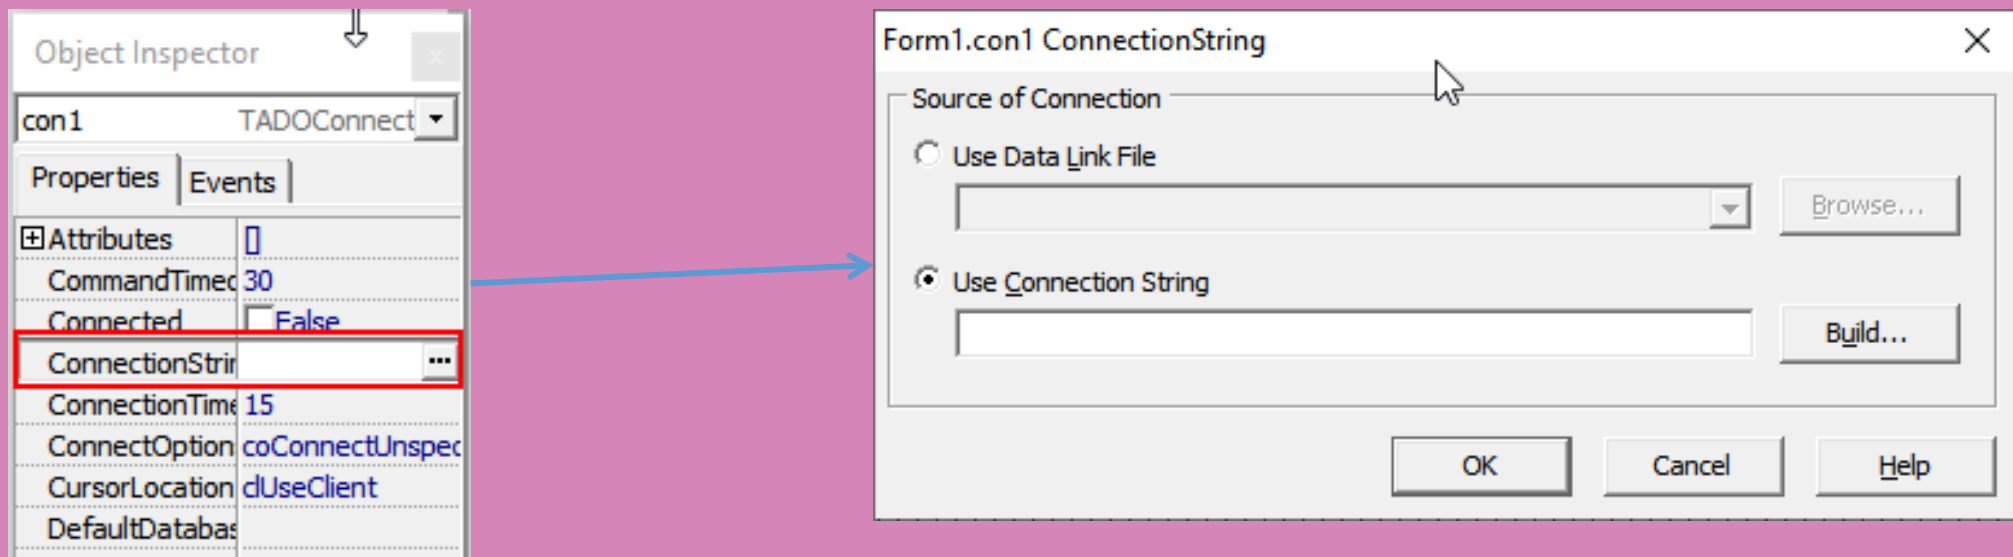 Object Inspector
x
con1 TADOConnect
Properties Events
Attributes []
CommandTimec 30
Connected False
ConnectionStrin ...
ConnectionTime 15
ConnectOption coConnectUnspec
CursorLocation clUseClient
DefaultDatabas
Form1.con1 ConnectionString
Source of Connection
Use Data Link File
Browse...
Use Connection String
Build...
OK Cancel Help